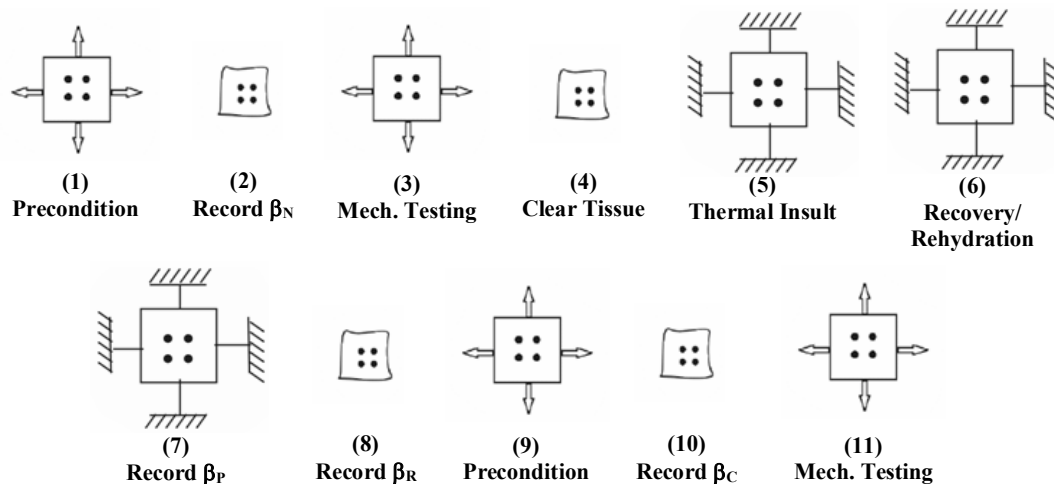 (1)
Precondition
(2)
Record βN
(3)
Mech. Testing
(4)
Clear Tissue
(5)
Thermal Insult
(6)
Recovery/
Rehydration
(7)
Record βP
(8)
Record βR
(9)
Precondition
(10)
Record βC
(11)
Mech. Testing